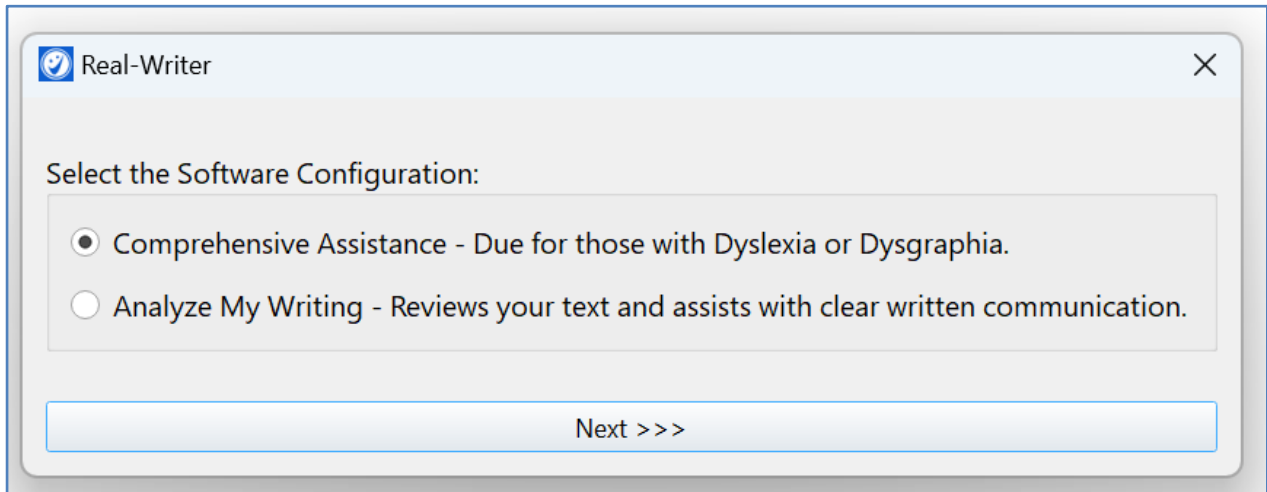 Real-Writer
Select the Software Configuration:
Comprehensive Assistance - Due for those with Dyslexia or Dysgraphia.
Analyze My Writing - Reviews your text and assists with clear written communication.
Next >>>